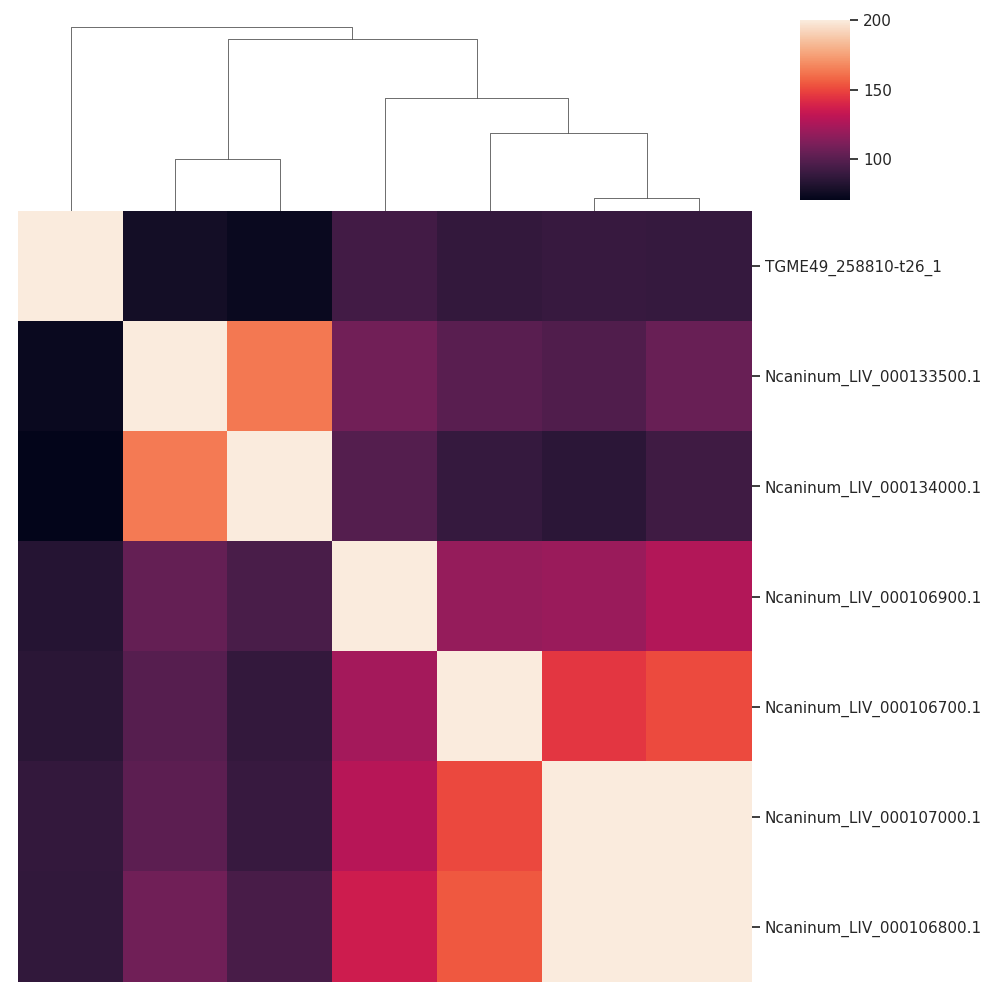 200
150
100
TGME49_258810-t26_1
Ncaninum_LIV_000133500.1
Ncaninum_LIV_000134000.1
Ncaninum_LIV_000106900.1
Ncaninum_LIV_000106700.1
Ncaninum_LIV_000107000.1
Ncaninum_LIV_000106800.1